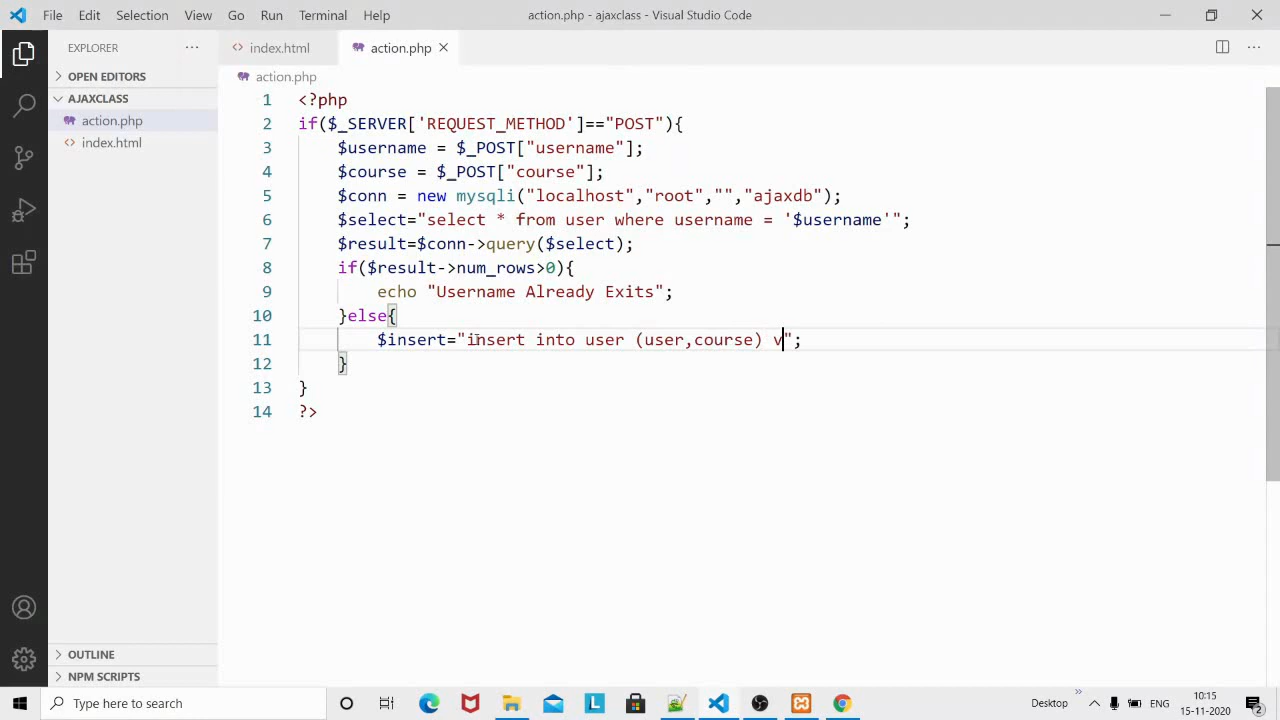 File Edit Selection View Go Run Terminal Help action.php - ajaxclass - Visual Studio Code
EXPLORER
OPEN EDITORS
AJAXCLASS
action.php
index.html
OUTLINE
NPM SCRIPTS
index.html action.php
action.php
1 <?php
2 if($_SERVER['REQUEST_METHOD']=="POST"){
3 $username = $_POST["username"];
4 $course = $_POST["course"];
5 $conn = new mysqli("localhost","root","","ajaxdb");
6 $select="select * from user where username = '$username'";
7 $result=$conn->query($select);
8 if($result->num_rows>0){
9 echo "Username Already Exits";
10 }else{
11 $insert="insert into user (user,course) v";
12 }
13 }
14 ?>
Type here to search
Desktop ENG 10:15
15-11-2020
2